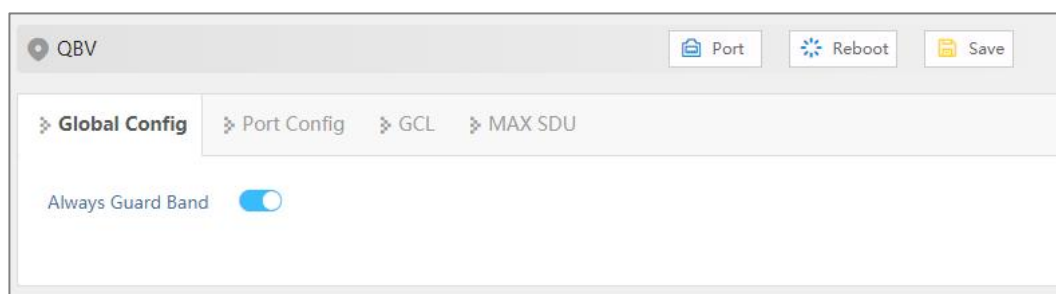 QBV Port Reboot Save
Global Config Port Config GCL MAX SDU
Always Guard Band